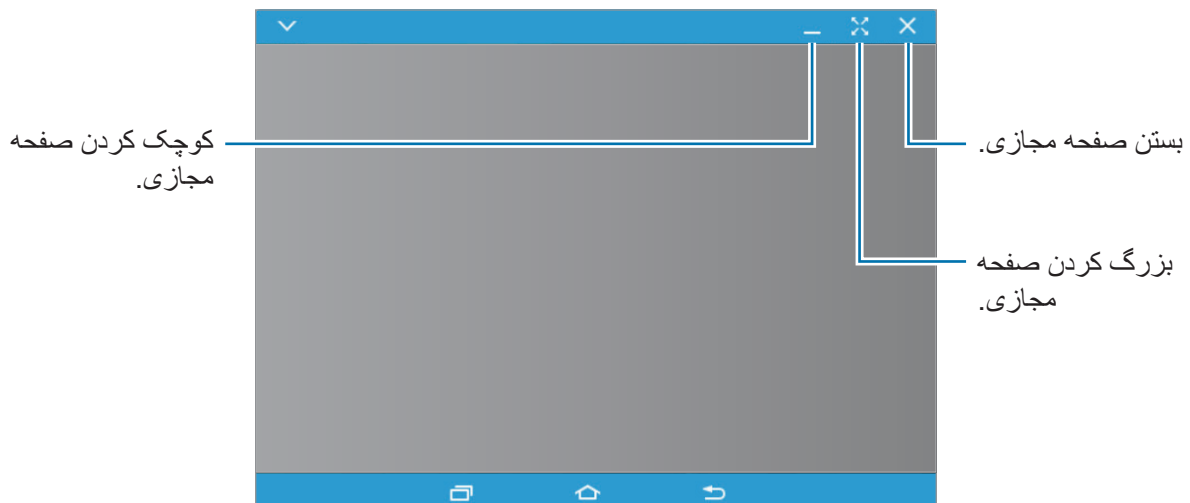 بستن صفحه مجازی.
کوچک کردن صفحه
مجازی.
بزرگ کردن صفحه
مجازی.